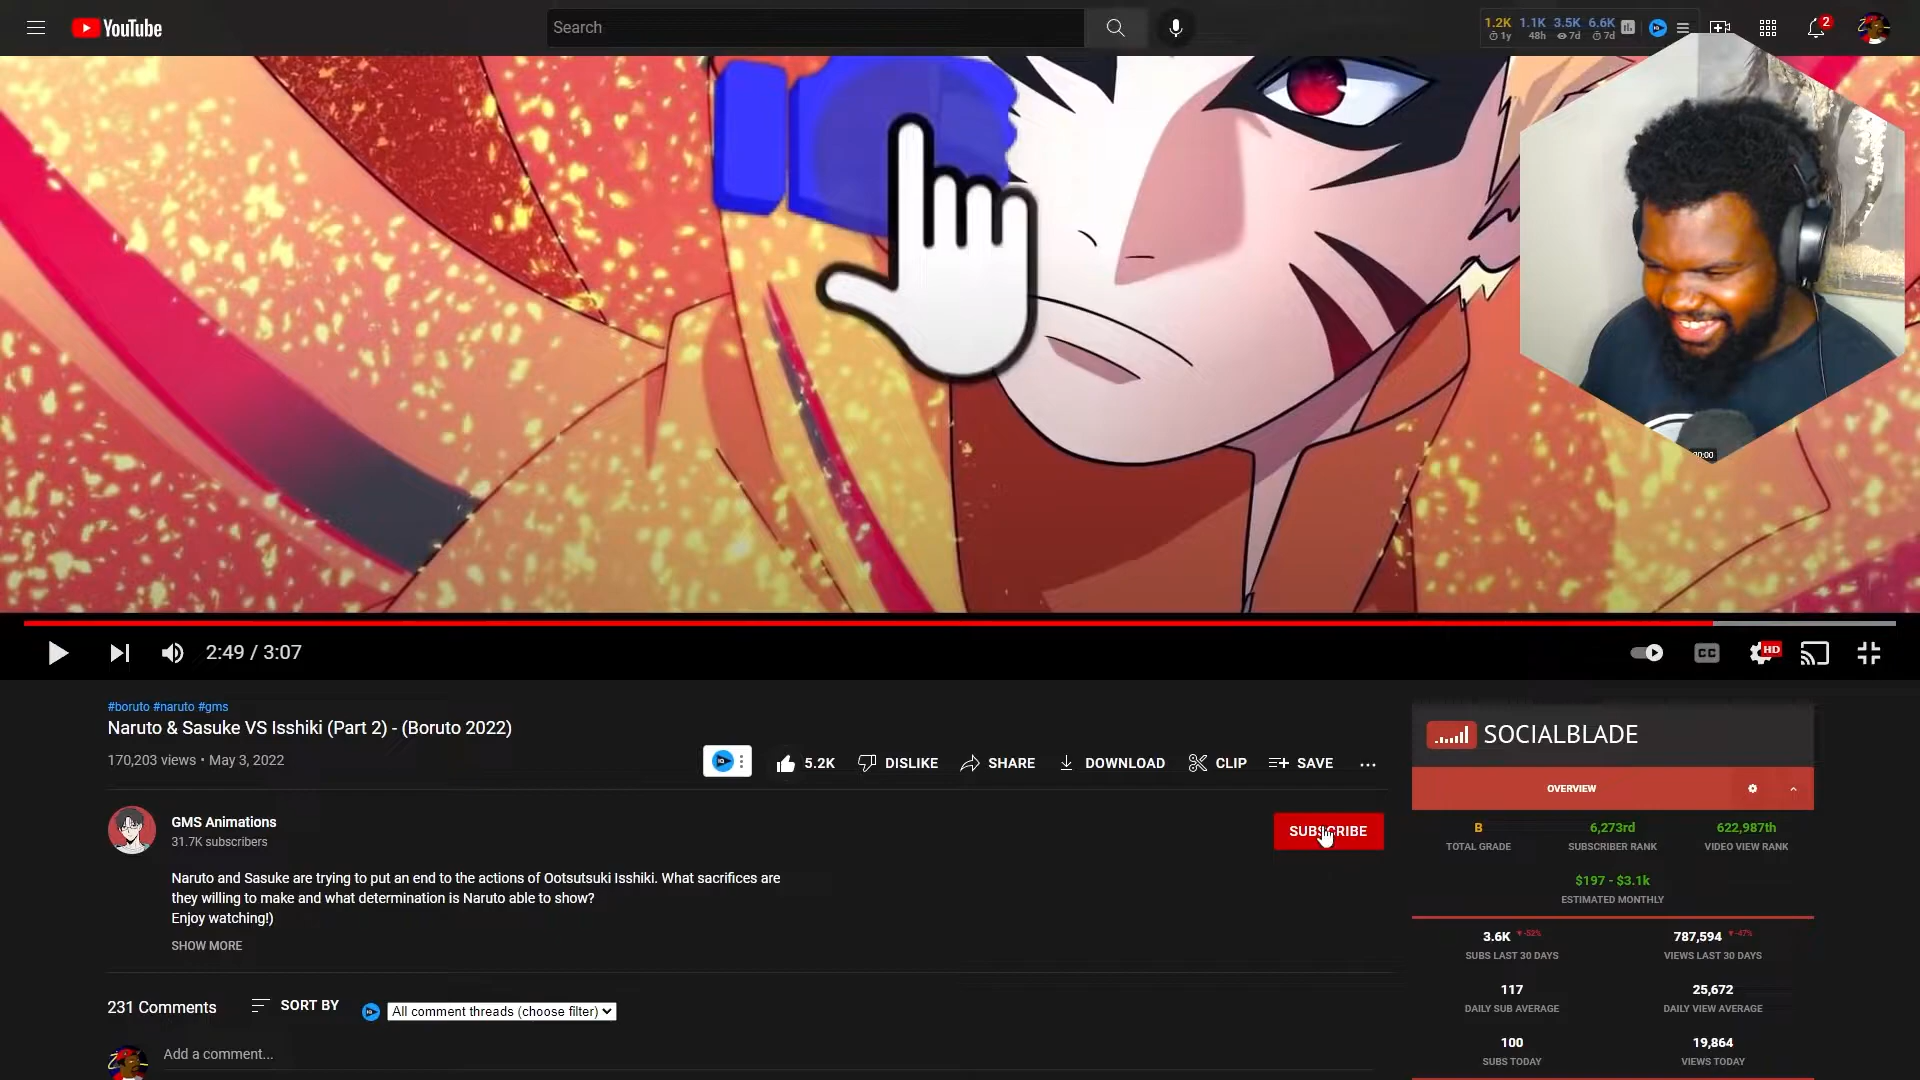 YouTube
Search
1.2K 1.1K 3.5K 6.6K
1y 48h 7d 7d
2
2:49 / 3:07
CC
HD
#boruto #naruto #gms
Naruto & Sasuke VS Isshiki (Part 2) - (Boruto 2022)
170,203 views • May 3, 2022
5.2K DISLIKE SHARE DOWNLOAD CLIP SAVE
GMS Animations
31.7K subscribers
SUBSCRIBE
Naruto and Sasuke are trying to put an end to the actions of Ootsutsuki Isshiki. What sacrifices are
they willing to make and what determination is Naruto able to show?
Enjoy watching!)
SHOW MORE
231 Comments SORT BY All comment threads (choose filter)
Add a comment...
SOCIALBLADE
OVERVIEW
B 6,273rd 622,987th
TOTAL GRADE SUBSCRIBER RANK VIDEO VIEW RANK
$197 - $3.1k
ESTIMATED MONTHLY
3.6K -52% 787,594 -47%
SUBS LAST 30 DAYS VIEWS LAST 30 DAYS
117 25,672
DAILY SUB AVERAGE DAILY VIEW AVERAGE
100 19,864
SUBS TODAY VIEWS TODAY